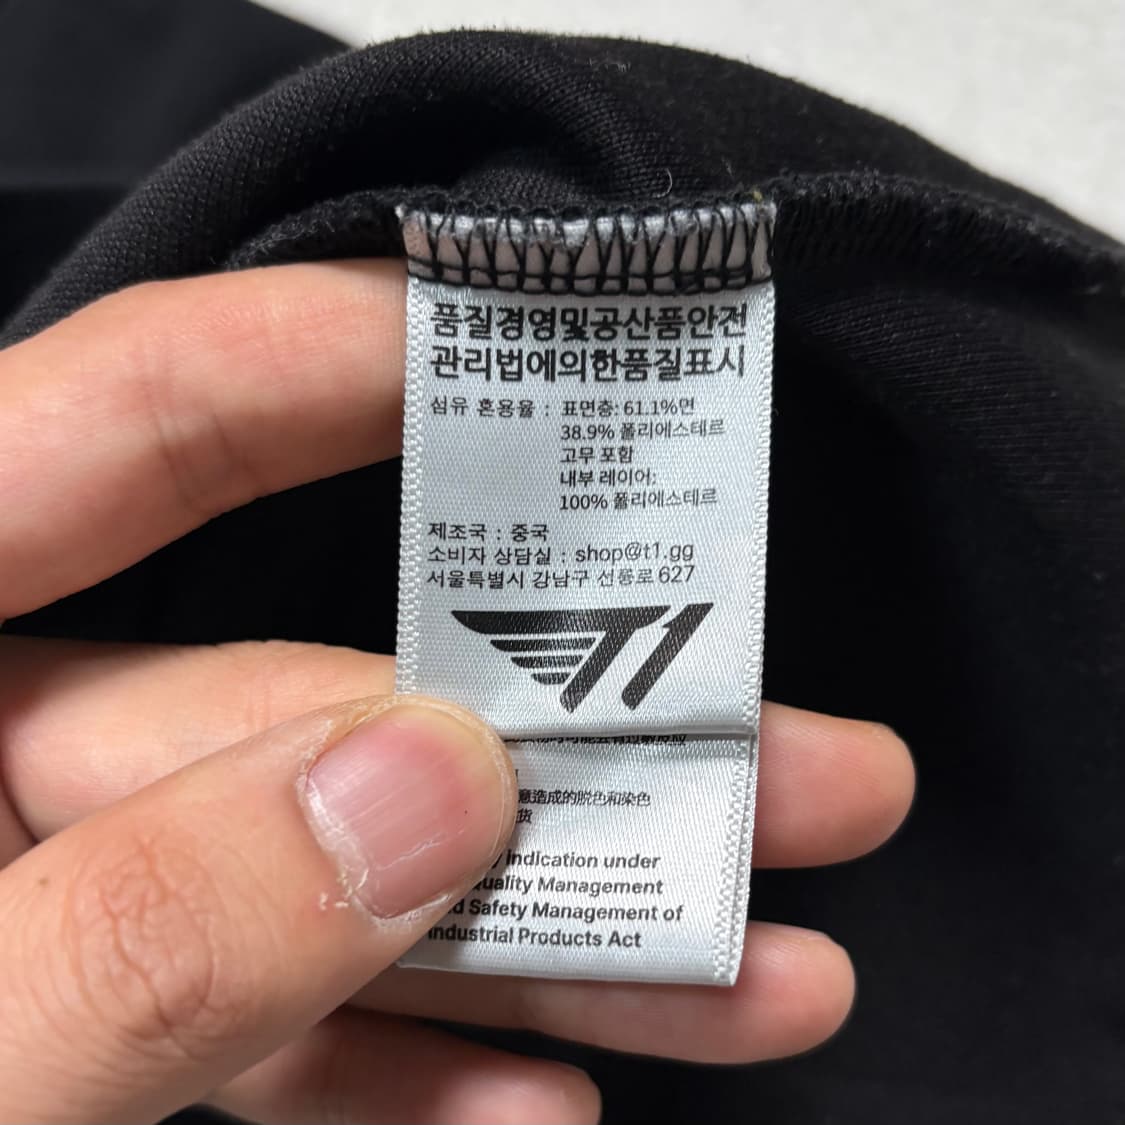 품질경영및공산품안전
관리법에의한품질표시
섬유 혼용율 : 표면층: 61.1%면
38.9% 폴리에스테르
고무 포함
내부 레이어:
100% 폴리에스테르
제조국 : 중국
소비자 상담실 : shop@t1.gg
서울특별시 강남구 선릉로 627
T1
意造成的脱色和染色
货
indication under
Management
Safety Management of
Industrial Products Act